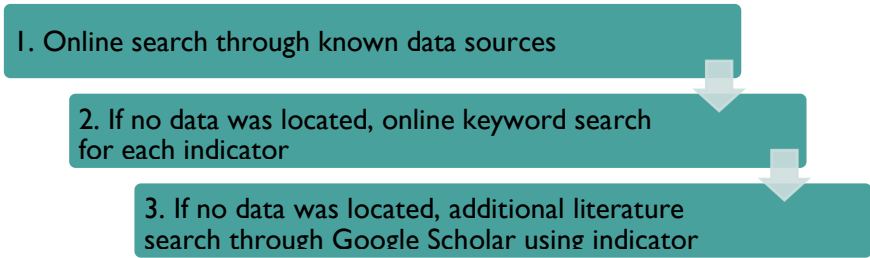 1. Online search through known data sources
2. If no data was located, online keyword search
for each indicator
3. If no data was located, additional literature
search through Google Scholar using indicator